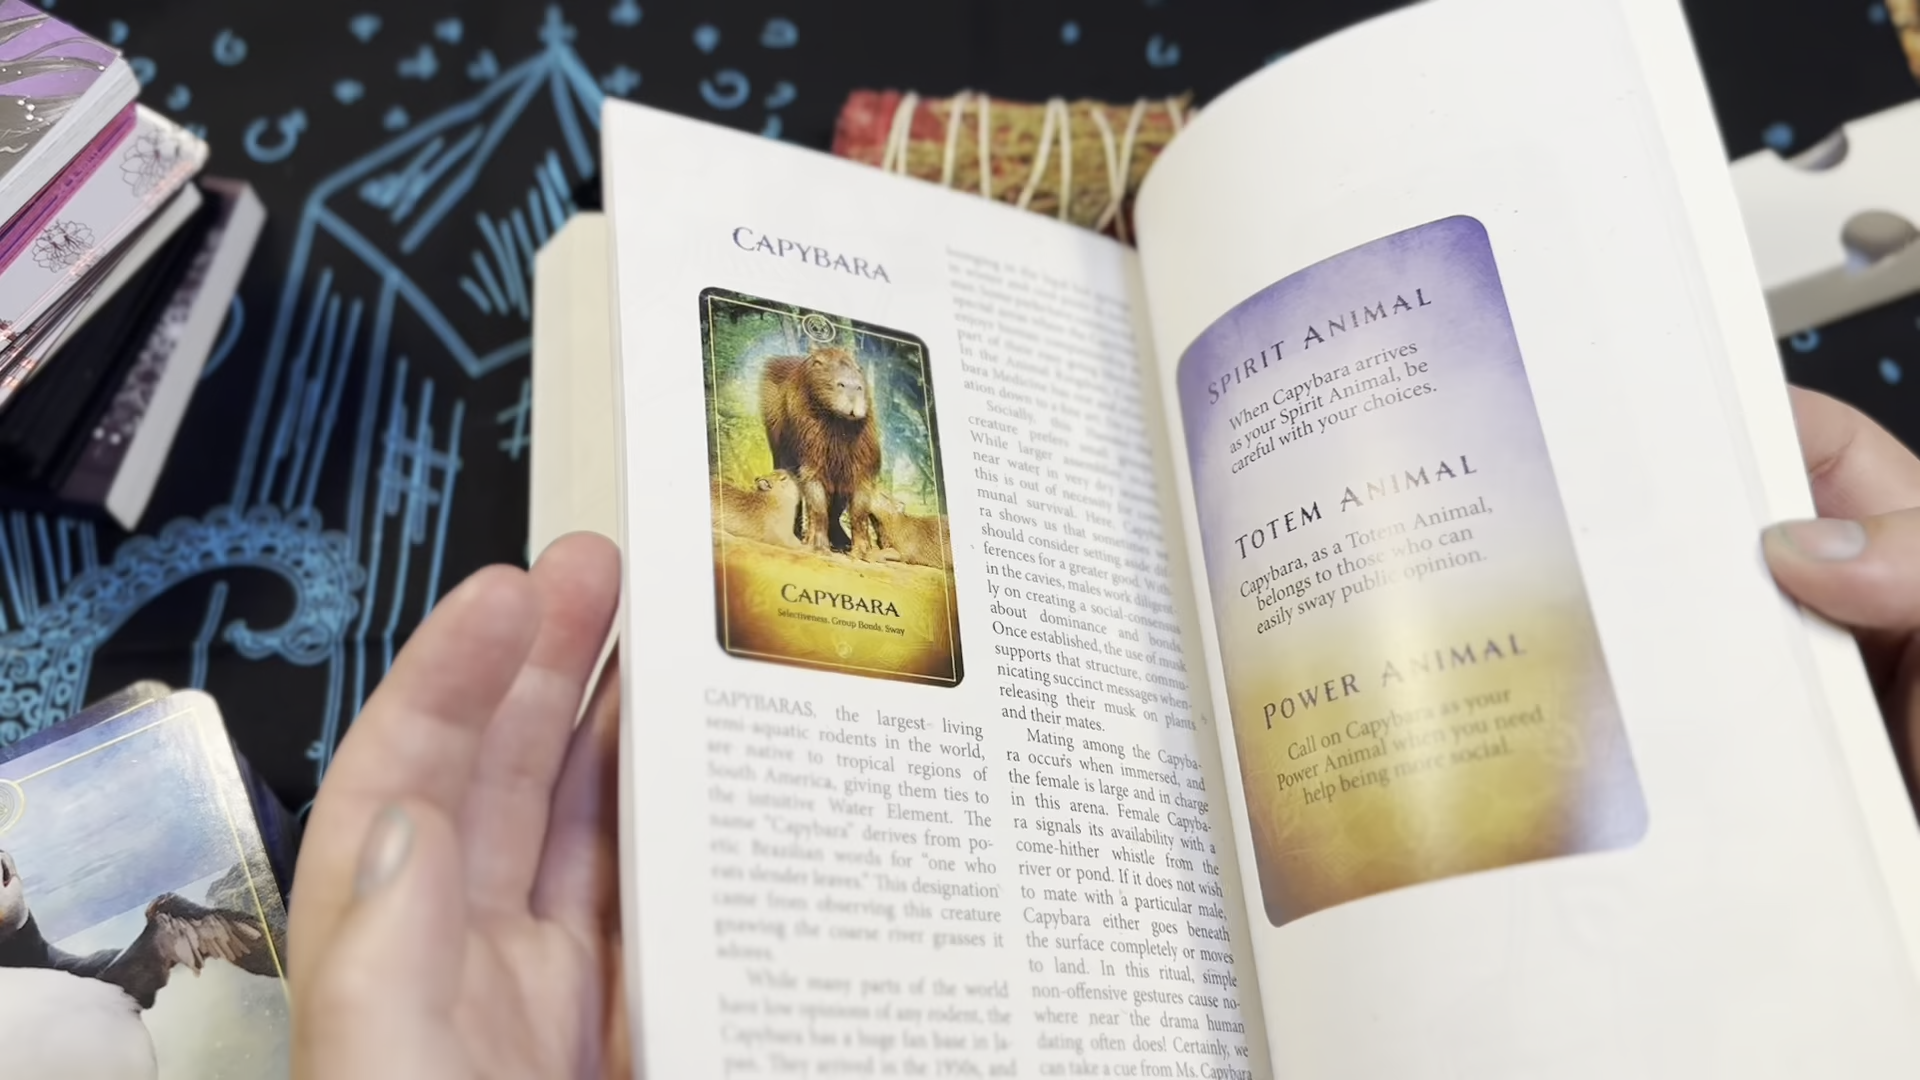 CAPYBARA
CAPYBARA
Selectiveness, Group Bonds, Sway
CAPYBARAS, the largest living
semi-aquatic rodents in the world,
are native to tropical regions of
South America, giving them ties to
the intuitive Water Element. The
name "Capybara" derives from po-
etic Brazilian words for "one who
eats slender leaves." This designation
came from observing this creature
gnawing the coarse river grasses it
adores.
While many parts of the world
have low opinions of any rodent, the
Capybara has a huge fan base in Ja-
pan. They arrived in the 1950s, and
Socially, this
creature prefers small
While larger
near water in very dry
this is out of necessity for com-
munal survival. Here, Capyba-
ra shows us that sometimes we
should consider setting aside dif-
ferences for a greater good. With-
in the cavies, males work diligent-
ly on creating a social-consensus
about dominance and bonds.
Once established, the use of musk
supports that structure, commu-
nicating succinct messages when
releasing their musk on plants
and their mates.
Mating among the Capyba-
ra occurs when immersed, and
the female is large and in charge
in this arena. Female Capyba-
ra signals its availability with a
come-hither whistle from the
river or pond. If it does not wish
to mate with a particular male,
Capybara either goes beneath
the surface completely or moves
to land. In this ritual, simple
non-offensive gestures cause no-
where near the drama human
dating often does! Certainly, we
can take a cue from Ms. Capybara
SPIRIT ANIMAL
When Capybara arrives
as your Spirit Animal, be
careful with your choices.
TOTEM ANIMAL
Capybara, as a Totem Animal,
belongs to those who can
easily sway public opinion.
POWER ANIMAL
Call on Capybara as your
Power Animal when you need
help being more social.